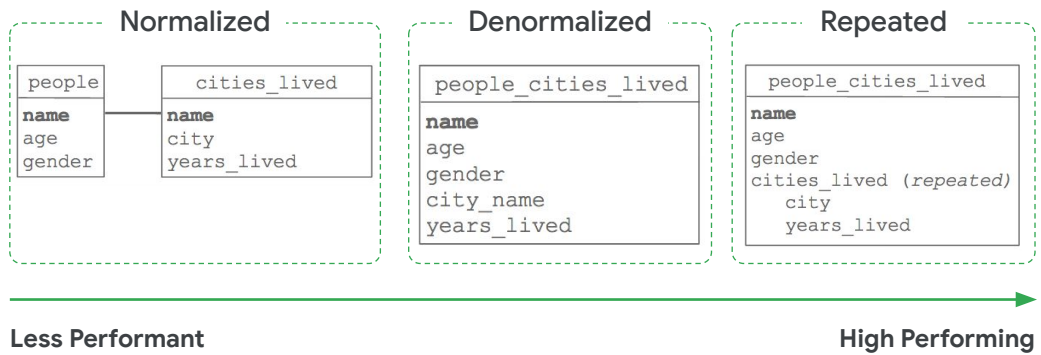 Normalized
people
name
age
gender
cities_lived
name
city
years_lived
Denormalized
people_cities_lived
name
age
gender
city_name
years_lived
Repeated
people_cities_lived
name
age
gender
cities_lived (repeated)
city
years_lived
Less Performant
High Performing